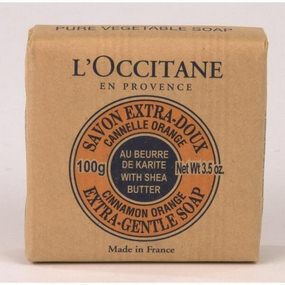 PURE VEGETABLE SOAP
L'OCCITANE
EN PROVENCE
SAVON EXTRA-DOUX
CANNELLE ORANGE
100g
AU BEURRE
DE KARITE
WITH SHEA
BUTTER
Net Wt 3.5 oz.
CINNAMON ORANGE
EXTRA-GENTLE SOAP
Made in France